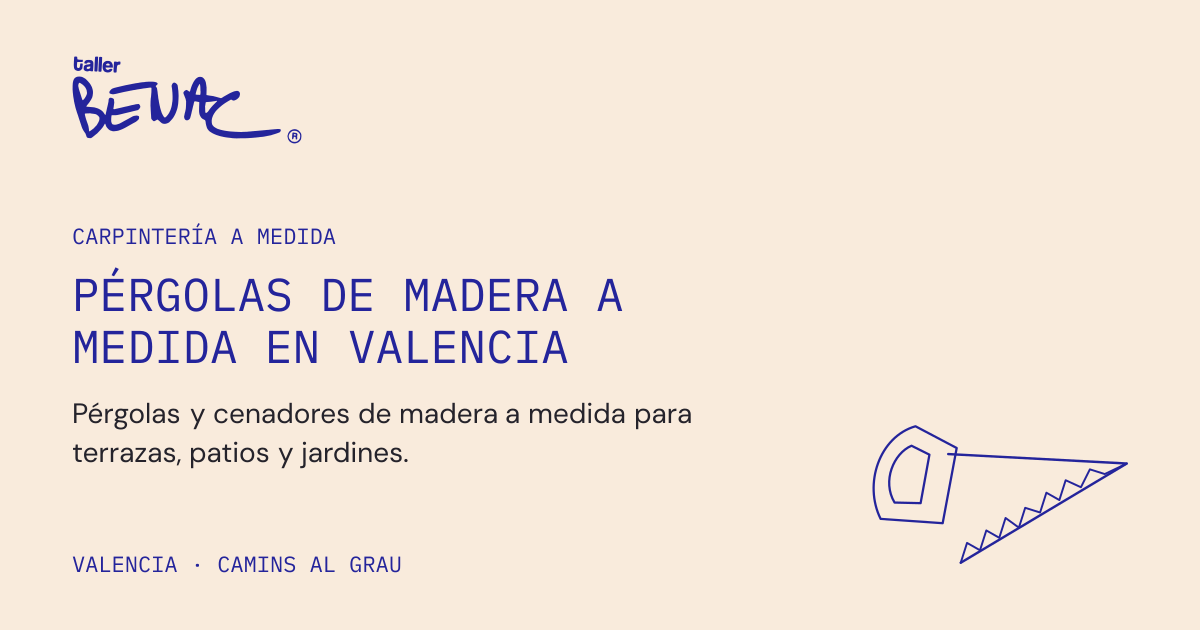 taller
BENAC ®
CARPINTERÍA A MEDIDA
PÉRGOLAS DE MADERA A
MEDIDA EN VALENCIA
Pérgolas y cenadores de madera a medida para
terrazas, patios y jardines.
VALENCIA · CAMINS AL GRAU